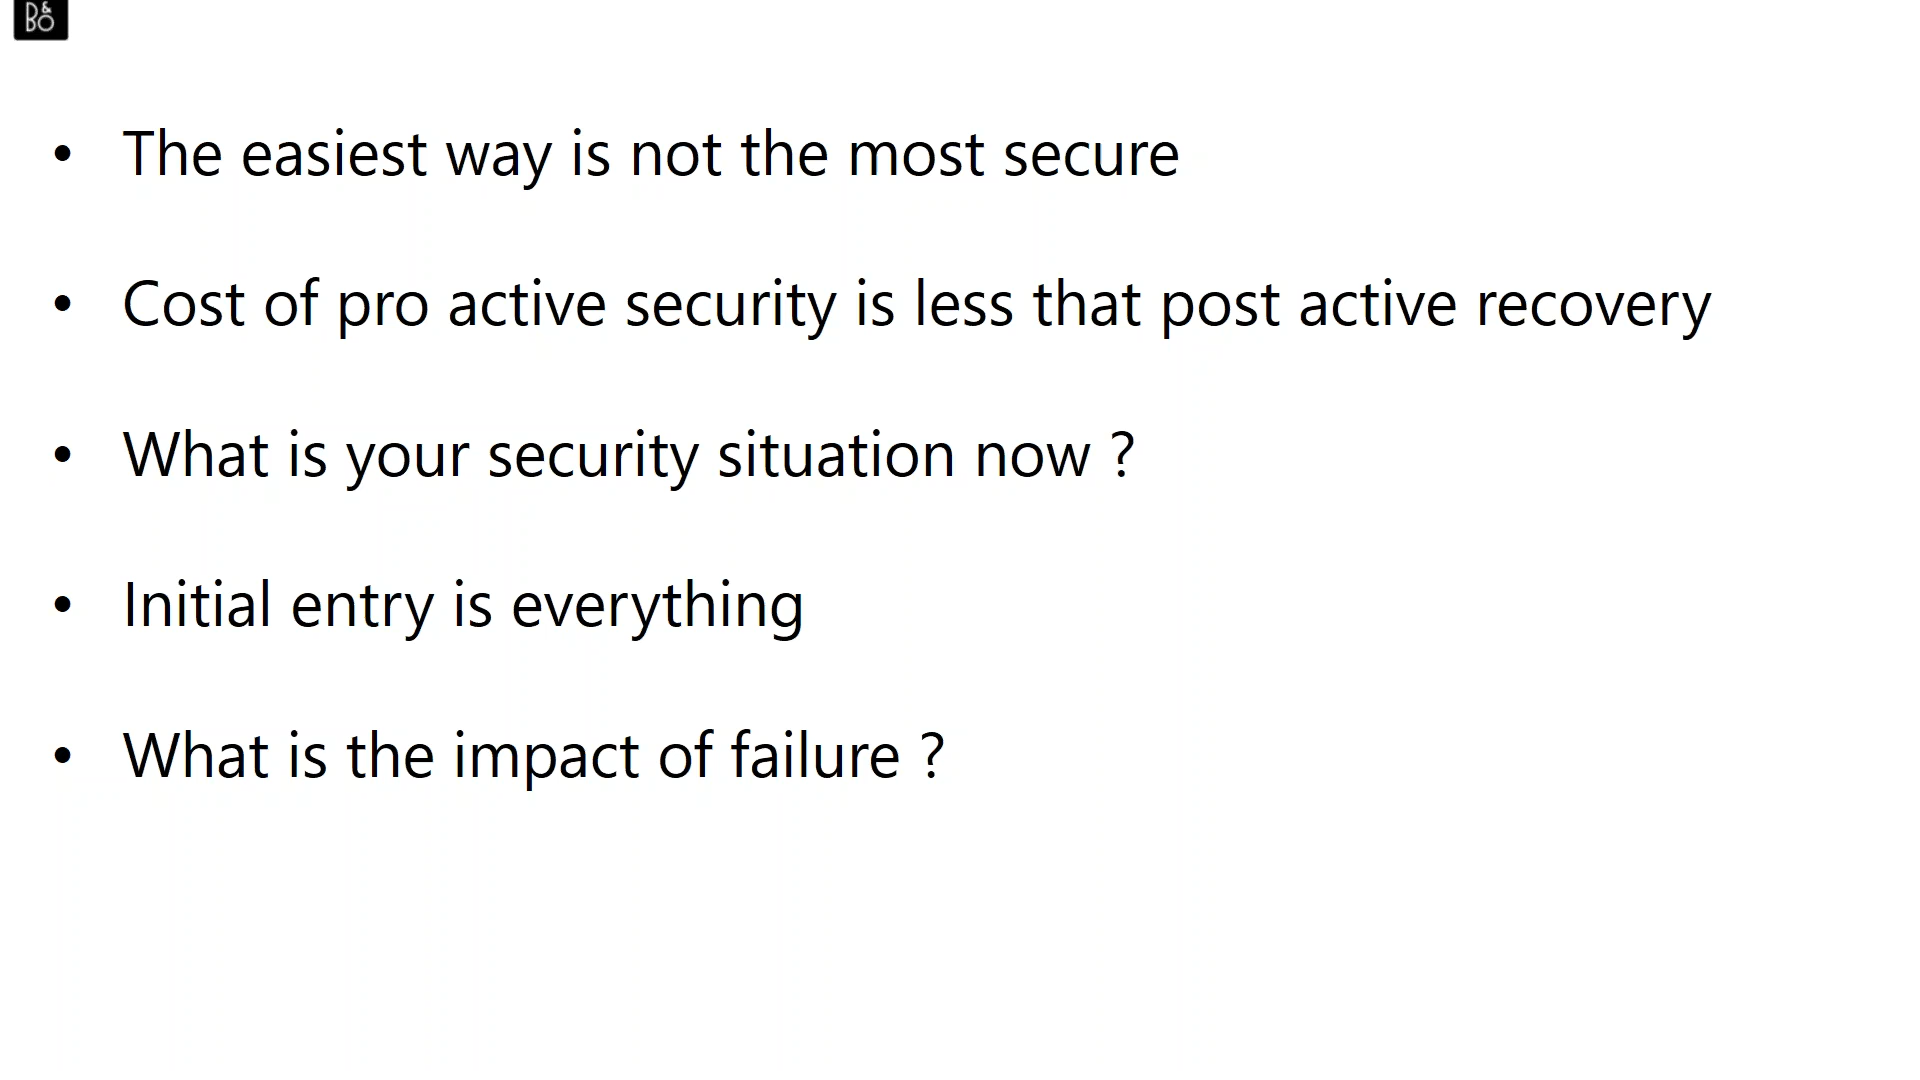 B&O
• The easiest way is not the most secure
• Cost of pro active security is less that post active recovery
• What is your security situation now ?
• Initial entry is everything
• What is the impact of failure ?